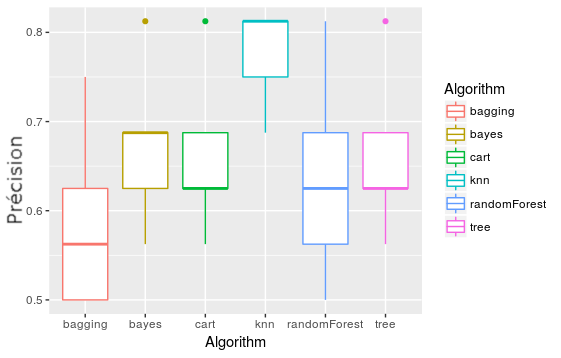 Précision
0.8
0.7
0.6
0.5
bagging bayes cart knn randomForest tree
Algorithm
Algorithm
bagging
bayes
cart
knn
randomForest
tree